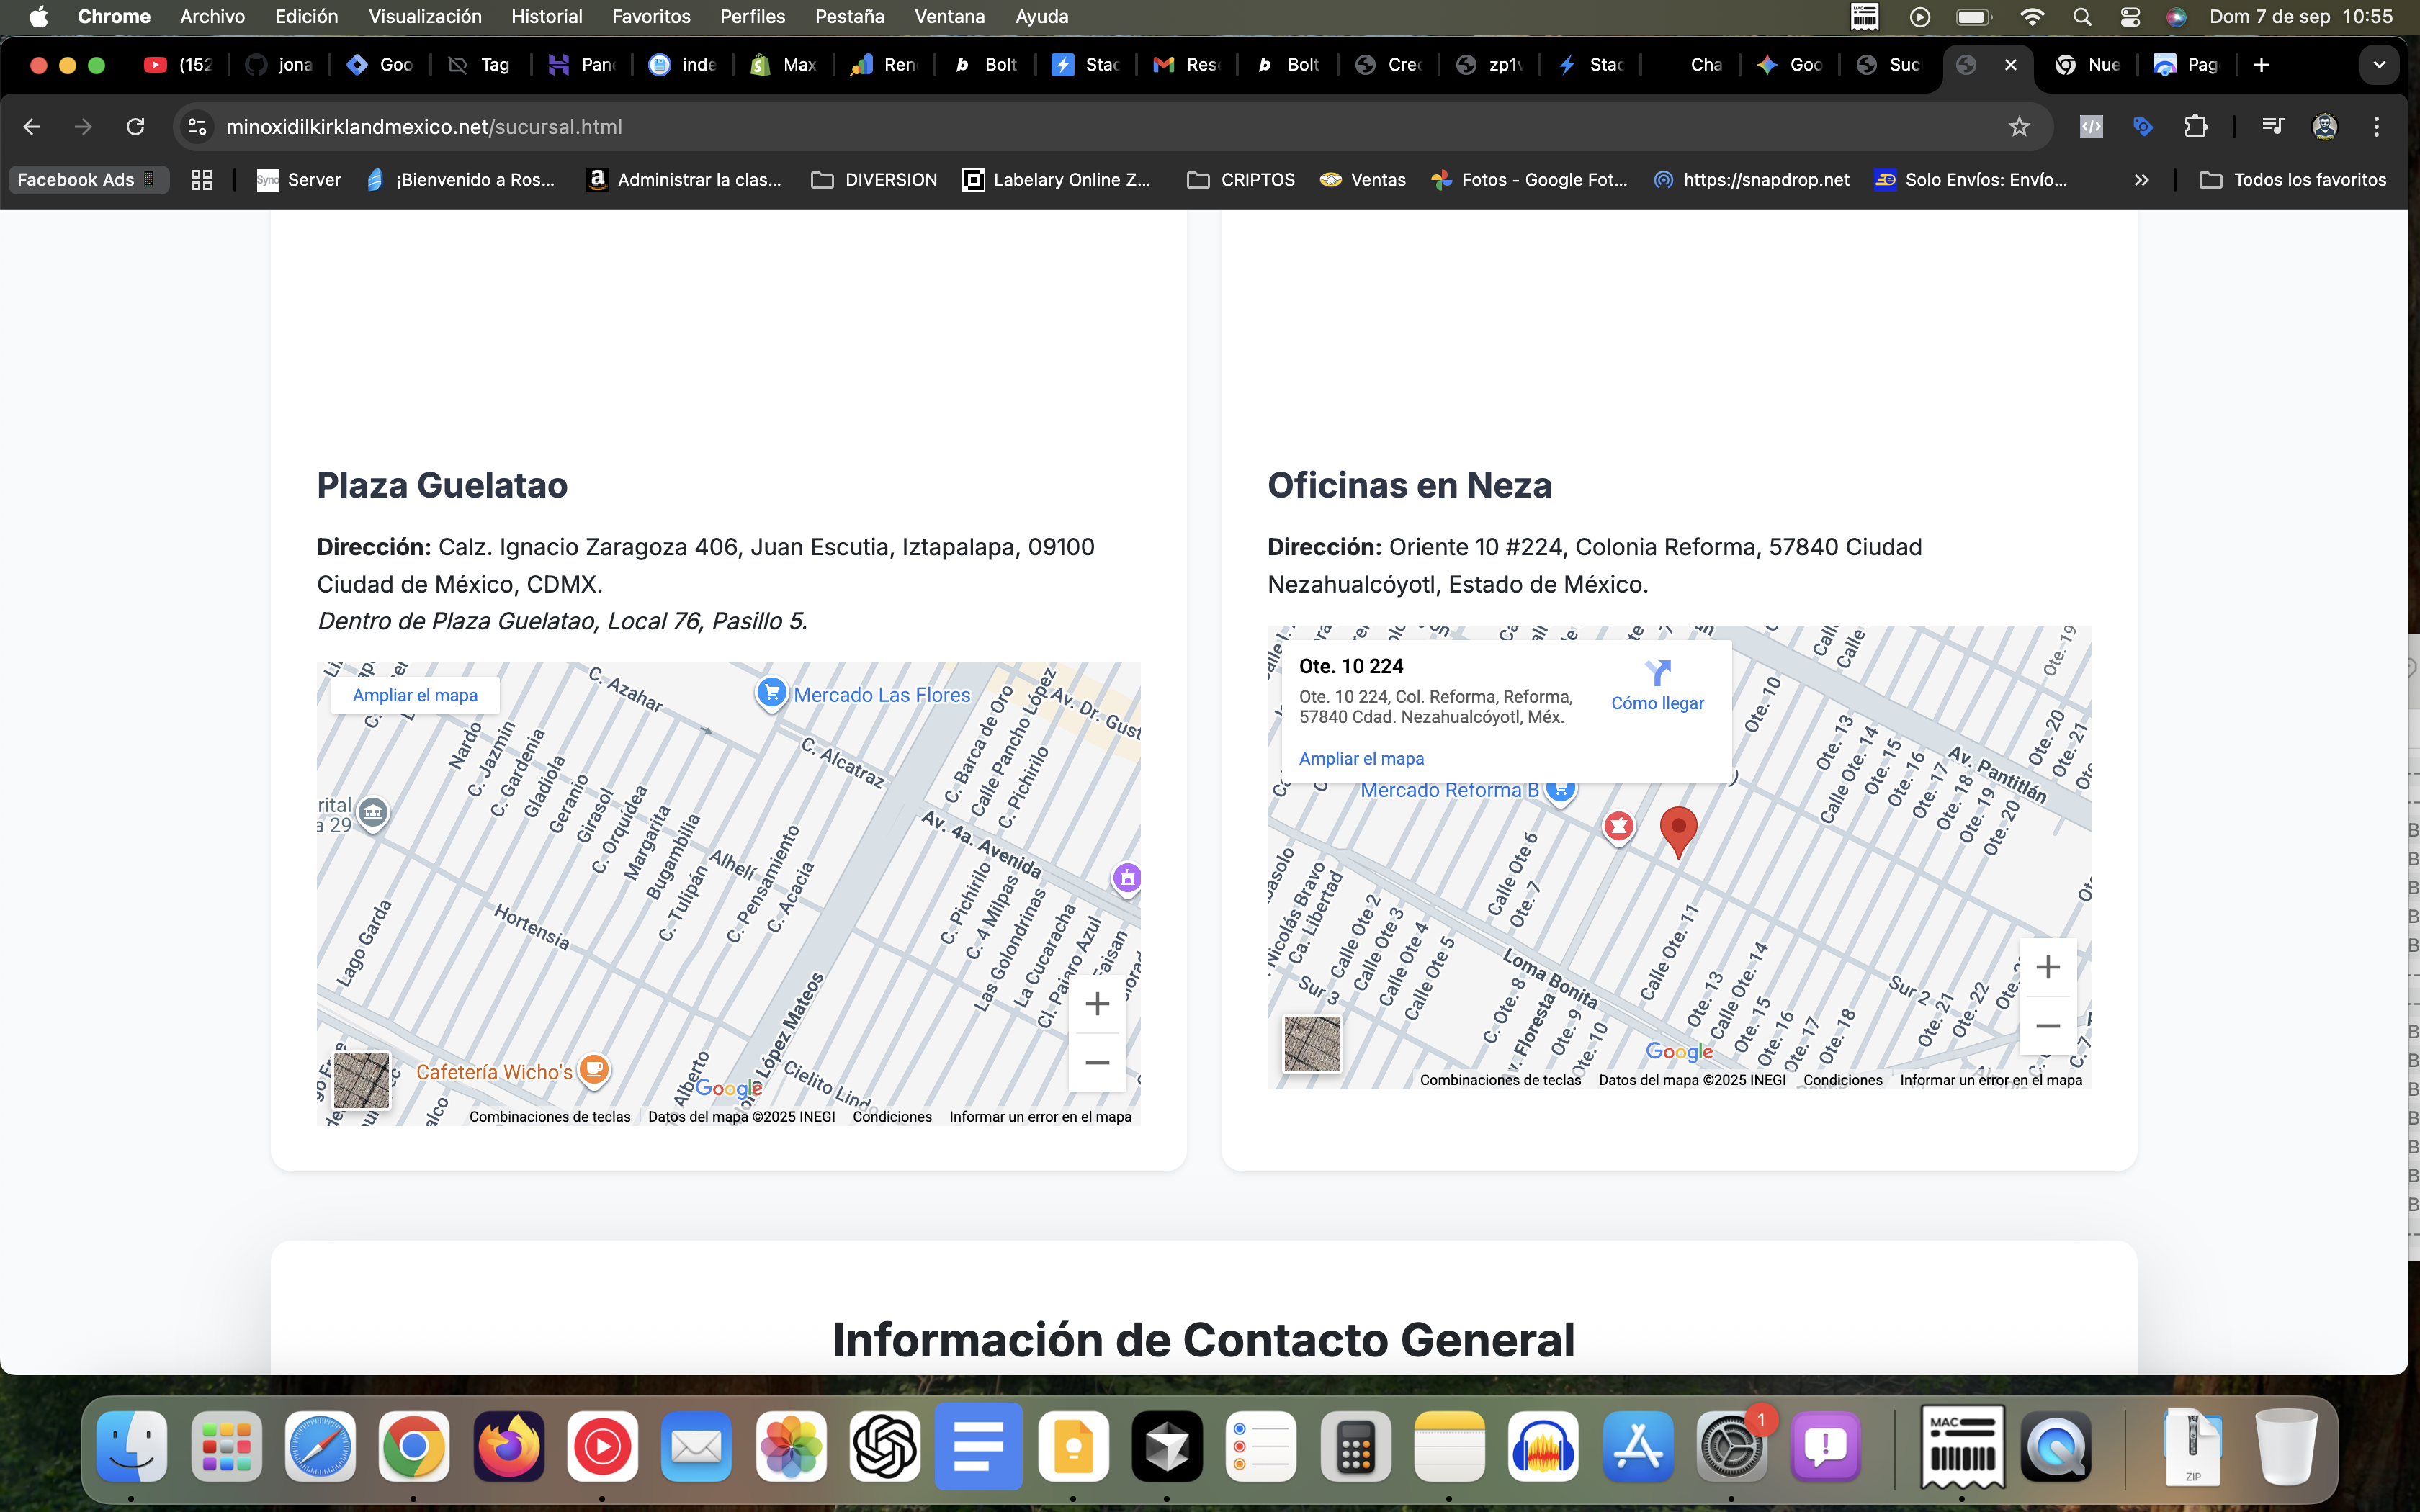 Chrome Archivo Edición Visualización Historial Favoritos Perfiles Pestaña Ventana Ayuda
MAC
Dom 7 de sep 10:55
(152 jona Goo Tag Pan inde Max Ren Bolt Stac Res Bolt Crec zp1v Stac Cha Goo Suc Nue Pag
minoxidilkirklandmexico.net/sucursal.html
Facebook Ads Server ¡Bienvenido a Ros... Administrar la clas... DIVERSION Labelary Online Z... CRIPTOS Ventas Fotos - Google Fot... https://snapdrop.net Solo Envíos: Envío... Todos los favoritos
Plaza Guelatao
Dirección: Calz. Ignacio Zaragoza 406, Juan Escutia, Iztapalapa, 09100
Ciudad de México, CDMX.
Dentro de Plaza Guelatao, Local 76, Pasillo 5.
Ampliar el mapa
C. Azahar
Mercado Las Flores
Av. Dr. Gust
C. Barca de Oro
Calle Pancho López
C. Pichirilo
Nardo
C. Jazmin
C. Gardenia
Gladiola
Geranio
Girasol
C. Orquídea
Margarita
Bugambilia
C. Tulipán
Alhelí
C. Pensamiento
C. Acacia
C. Alcatraz
Av. 4a. Avenida
rital
a 29
Hortensia
Lago Garda
C. Pichirilo
C. 4 Milpas
Las Golondrinas
La Cucaracha
Cl. Pajaro Azul
López Mateos
Cielito Lindo
Alberto
Cafetería Wicho's
Google
Combinaciones de teclas Datos del mapa ©2025 INEGI Condiciones Informar un error en el mapa
Oficinas en Neza
Dirección: Oriente 10 #224, Colonia Reforma, 57840 Ciudad
Nezahualcóyotl, Estado de México.
Ote. 10 224
Ote. 10 224, Col. Reforma, Reforma,
57840 Cdad. Nezahualcóyotl, Méx.
Cómo llegar
Ampliar el mapa
Mercado Reforma B
Ote. 10
Ote. 13
Calle Ote. 14
Ote. 15
Ote. 16
Ote. 17
Ote. 18
Ote. 19
Ote. 20
Av. Pantitlán
Ote. 20
Ote. 21
Ote. 19
Nicolás Bravo
Ca. Libertad
Sur 3
Calle Ote 2
Calle Ote 3
Calle Ote 4
Calle Ote 5
Calle Ote 6
Ote. 7
C. Ote. 8
Loma Bonita
Floresta
Ote. 9
Ote. 10
Calle Ote. 11
Ote. 13
Calle Ote. 14
Ote. 15
Ote. 16
Ote. 17
Ote. 18
Sur 2
Ote. 21
Ote. 22
Google
Combinaciones de teclas Datos del mapa ©2025 INEGI Condiciones Informar un error en el mapa
Información de Contacto General
1
MAC
ZIP